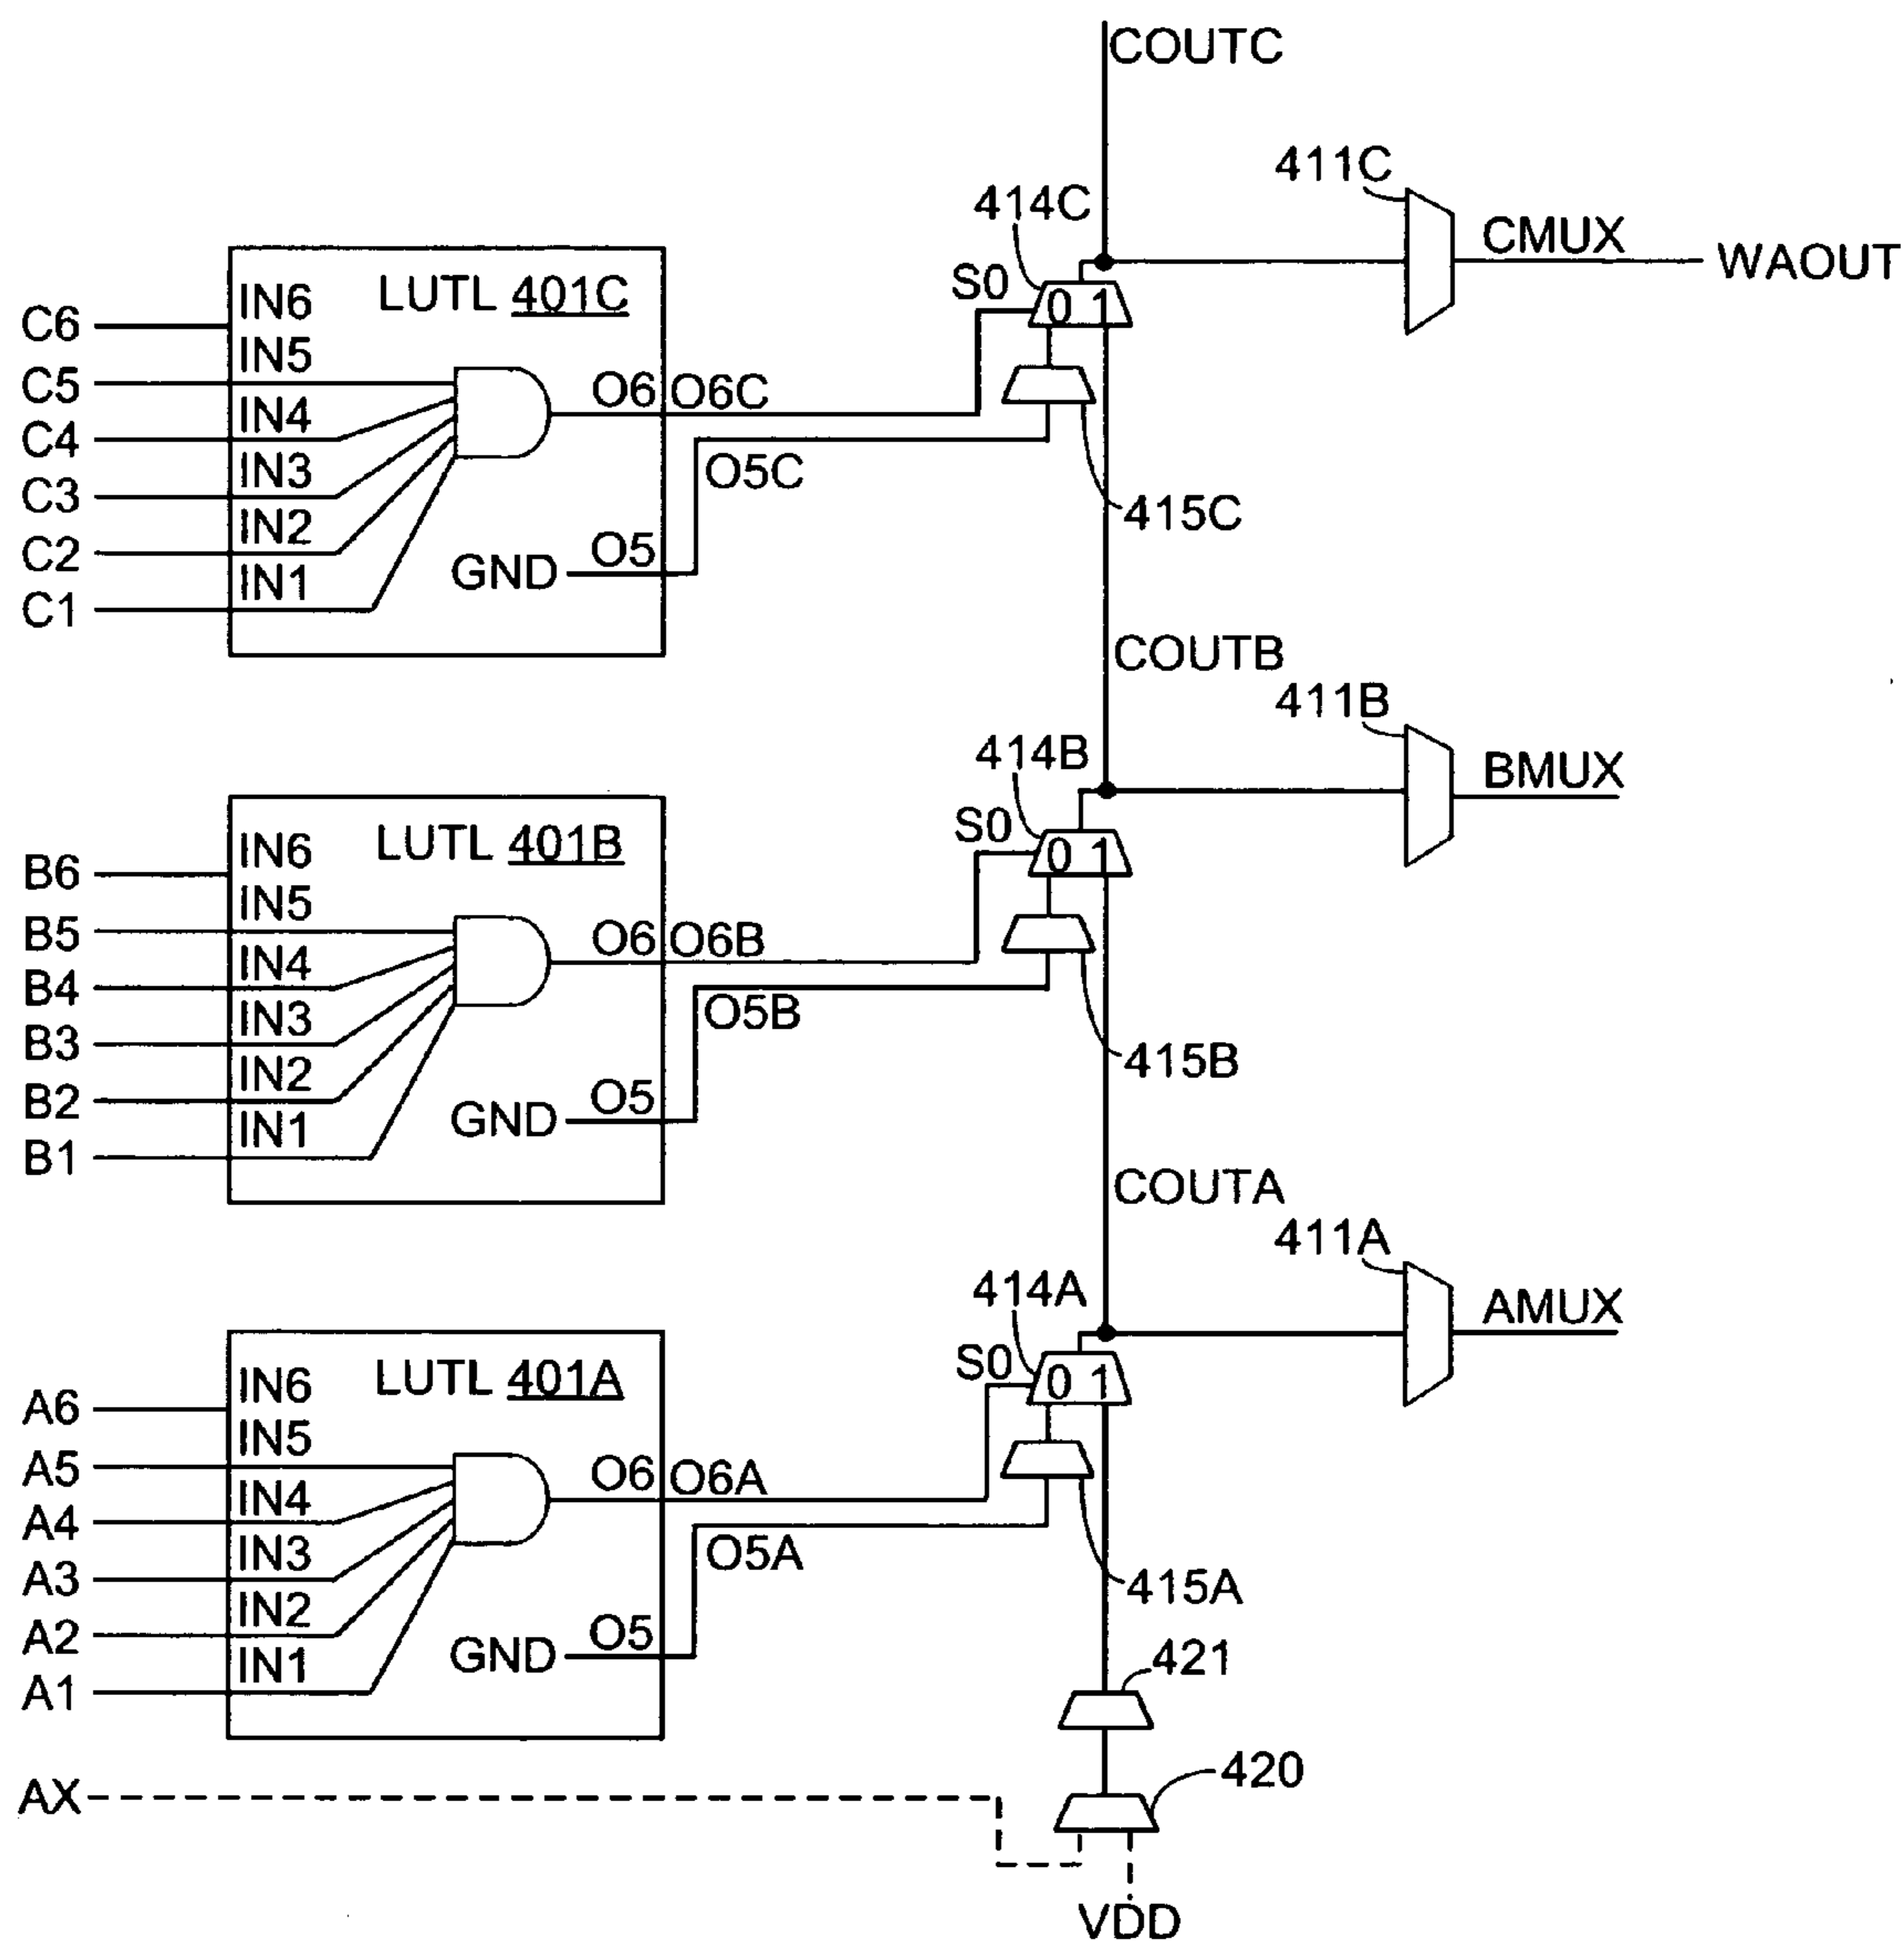 COUTC
411C
414C
CMUX
WAOUT
S0
0 1
LUTL 401C
C6
IN6
IN5
C5
O6
O6C
IN4
C4
IN3
C3
O5C
IN2
C2
415C
GND
O5
IN1
C1
COUTB
411B
414B
BMUX
S0
0 1
LUTL 401B
B6
IN6
IN5
B5
O6
O6B
IN4
B4
IN3
B3
O5B
IN2
B2
415B
GND
O5
IN1
B1
COUTA
411A
414A
AMUX
S0
0 1
LUTL 401A
A6
IN6
IN5
A5
O6
O6A
IN4
A4
IN3
A3
O5A
IN2
A2
415A
GND
O5
IN1
A1
421
420
AX
VDD